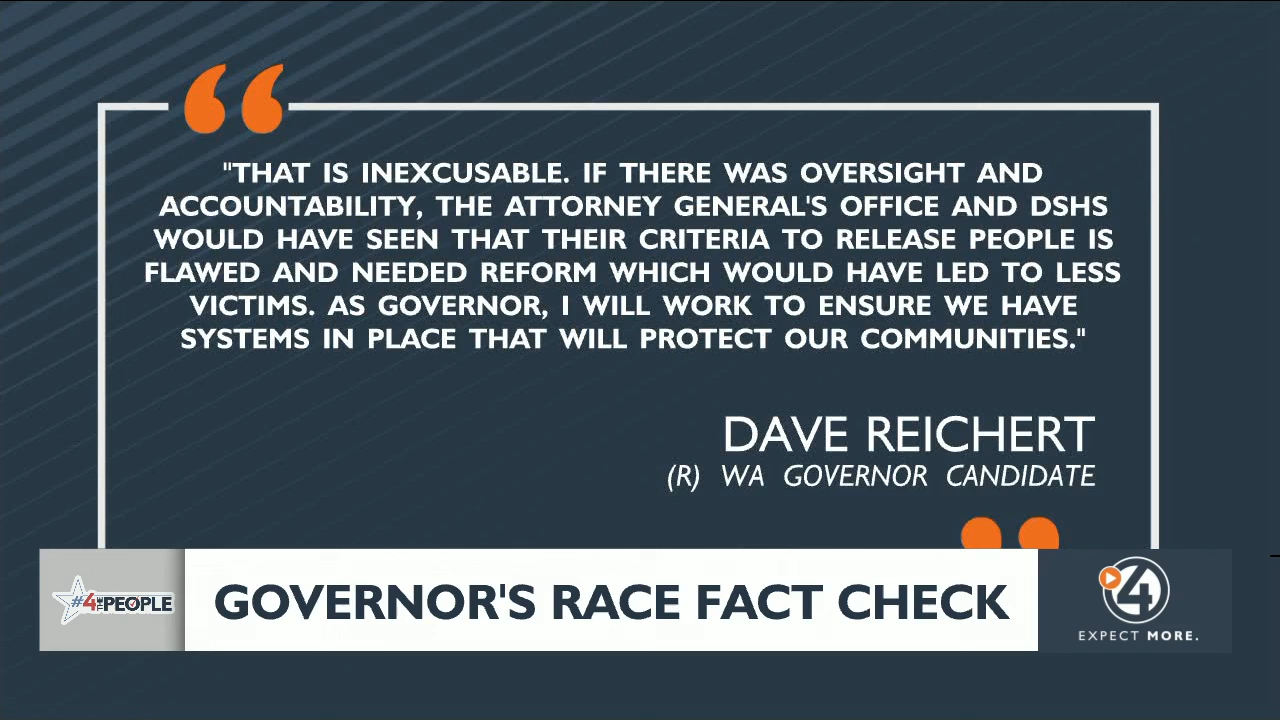 "THAT IS INEXCUSABLE. IF THERE WAS OVERSIGHT AND
ACCOUNTABILITY, THE ATTORNEY GENERAL'S OFFICE AND DSHS
WOULD HAVE SEEN THAT THEIR CRITERIA TO RELEASE PEOPLE IS
FLAWED AND NEEDED REFORM WHICH WOULD HAVE LED TO LESS
VICTIMS. AS GOVERNOR, I WILL WORK TO ENSURE WE HAVE
SYSTEMS IN PLACE THAT WILL PROTECT OUR COMMUNITIES."
DAVE REICHERT
(R) WA GOVERNOR CANDIDATE
#4THE PEOPLE
GOVERNOR'S RACE FACT CHECK
4
EXPECT MORE.